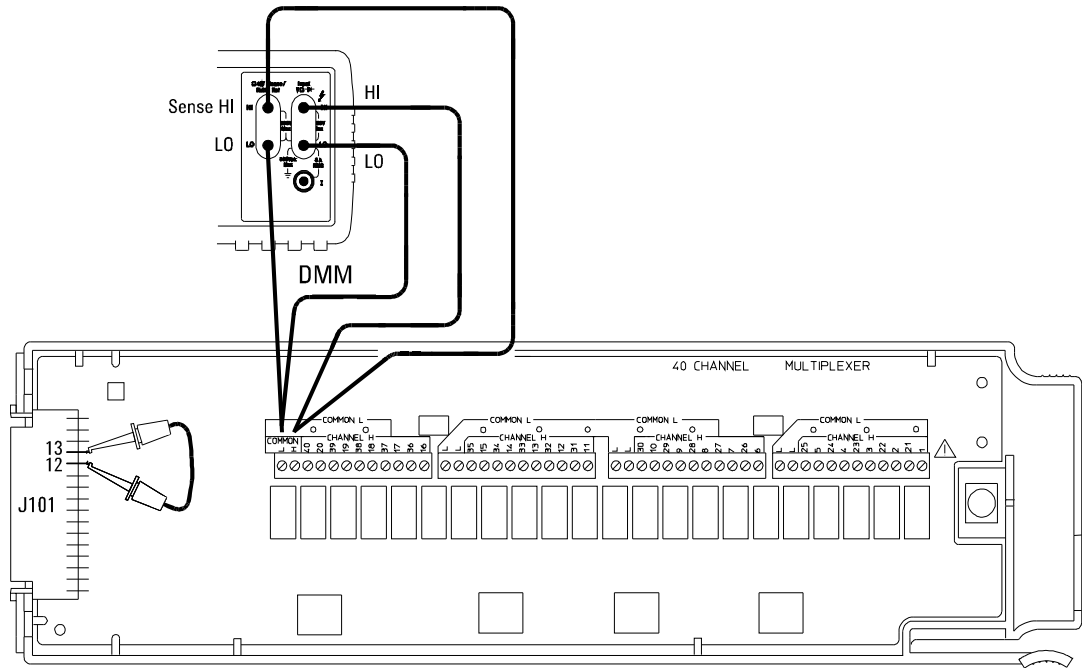 Sense HI
LO
HI
LO
HI
LO
DMM
40 CHANNEL MULTIPLEXER
COMMON L
COMMON L
COMMON L
COMMON L
COMMON
CHANNEL H
CHANNEL H
CHANNEL H
CHANNEL H
L H 40 20 39 19 38 18 37 17 36 16
L L 35 15 34 14 33 13 32 12 31 11
L L 30 10 29 9 28 8 27 7 26 6
L L 25 5 24 4 23 3 22 2 21 1
13
12
J101